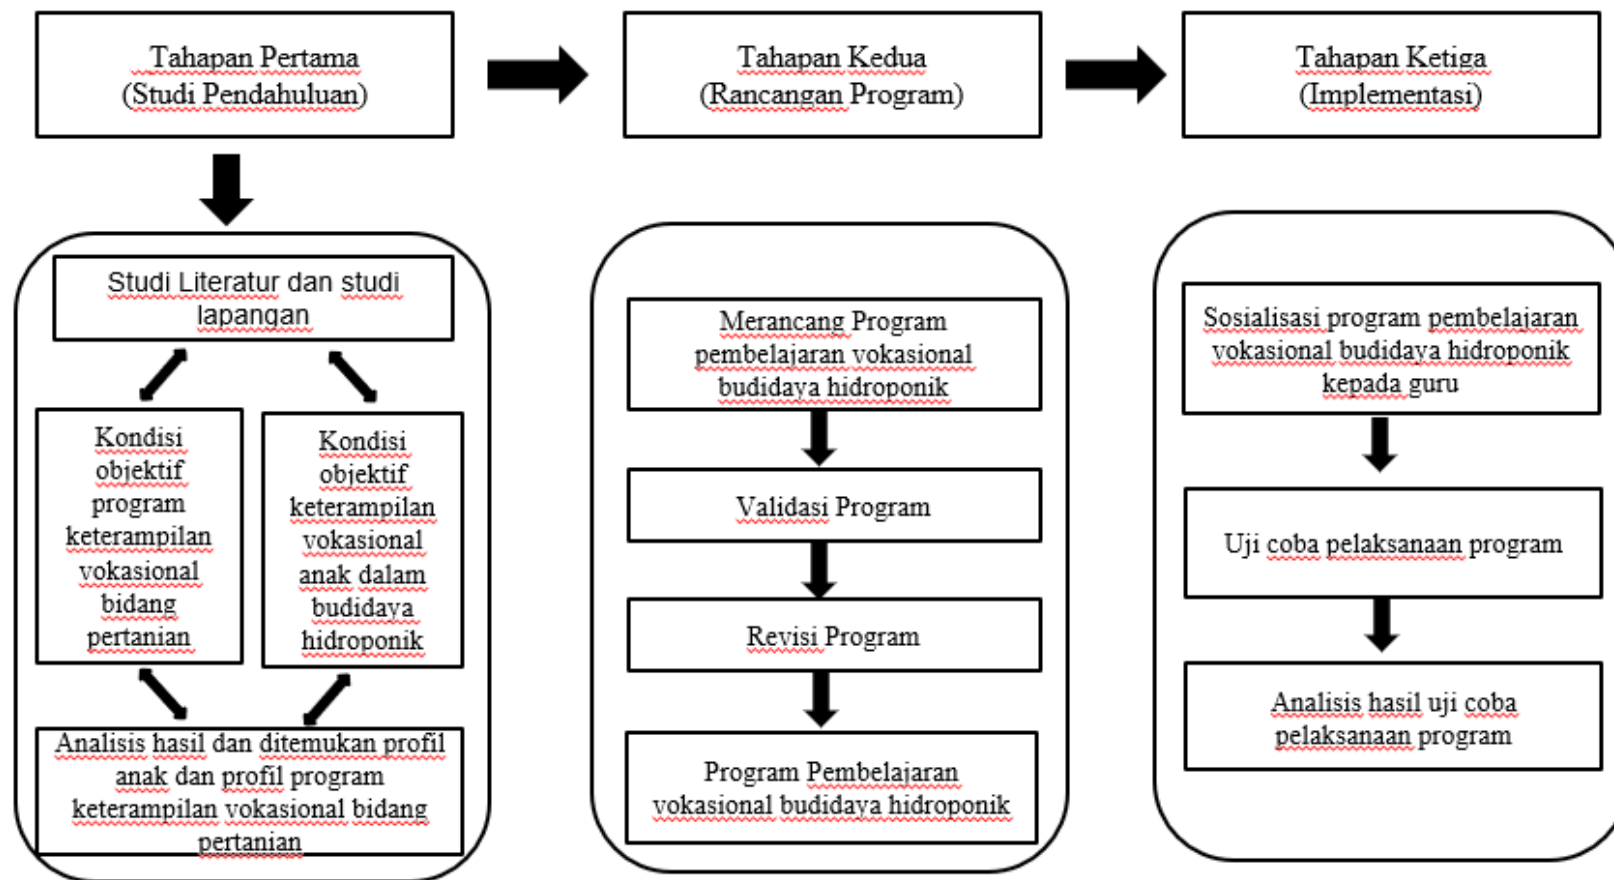 Tahapan Pertama
(Studi Pendahuluan)
Tahapan Kedua
(Rancangan Program)
Tahapan Ketiga
(Implementasi)
Studi Literatur dan studi
lapangan
Kondisi
objektif
program
keterampilan
vokasional
bidang
pertanian
Kondisi
objektif
keterampilan
vokasional
anak dalam
budidaya
hidroponik
Analisis hasil dan ditemukan profil
anak dan profil program
keterampilan vokasional bidang
pertanian
Merancang Program
pembelajaran vokasional
budidaya hidroponik
Validasi Program
Revisi Program
Program Pembelajaran
vokasional budidaya hidroponik
Sosialisasi program pembelajaran
vokasional budidaya hidroponik
kepada guru
Uji coba pelaksanaan program
Analisis hasil uji coba
pelaksanaan program